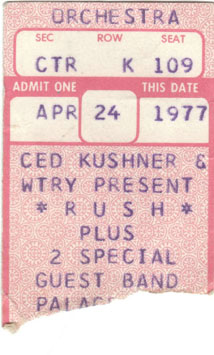 ORCHESTRA
SEC ROW SEAT
CTR K 109
ADMIT ONE THIS DATE
APR 24 1977
CED KUSHNER &
WTRY PRESENT
* RUSH *
PLUS
2 SPECIAL
GUEST BAND
PALACE